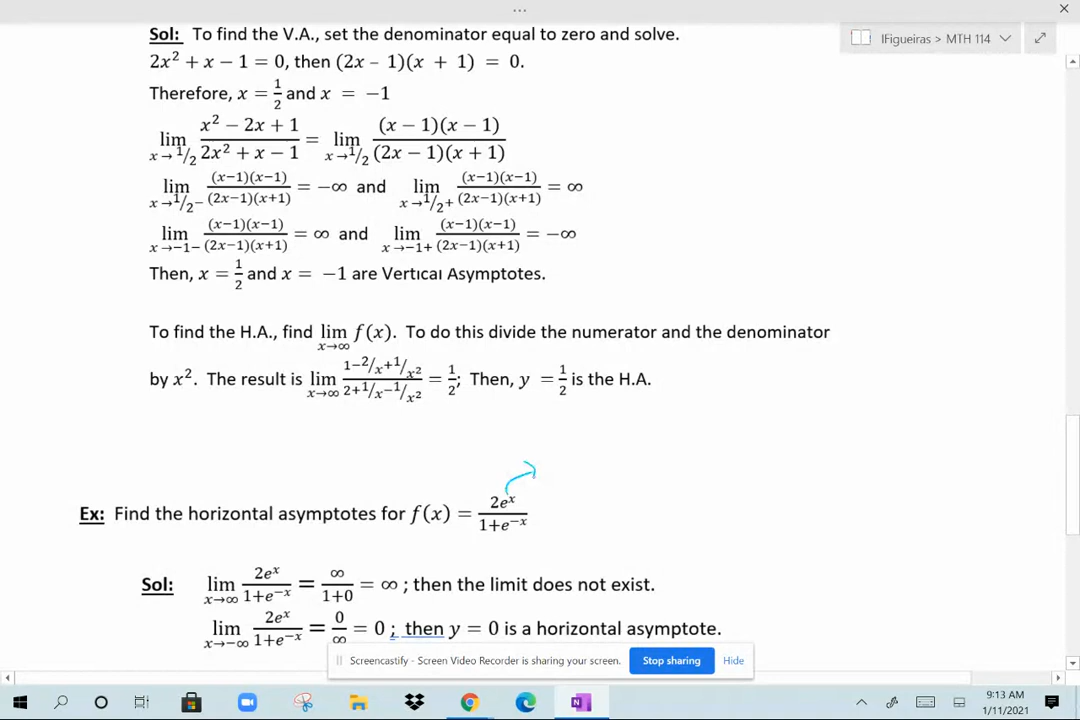 IFigueiras > MTH 114
Sol: To find the V.A., set the denominator equal to zero and solve.
2x² + x − 1 = 0, then (2x − 1)(x + 1) = 0.
Therefore, x = 1/2 and x = −1
lim x→1/2 (x² − 2x + 1)/(2x² + x − 1) = lim x→1/2 (x − 1)(x − 1)/(2x − 1)(x + 1)
lim x→1/2− (x−1)(x−1)/(2x−1)(x+1) = −∞ and lim x→1/2+ (x−1)(x−1)/(2x−1)(x+1) = ∞
lim x→−1− (x−1)(x−1)/(2x−1)(x+1) = ∞ and lim x→−1+ (x−1)(x−1)/(2x−1)(x+1) = −∞
Then, x = 1/2 and x = −1 are Vertical Asymptotes.
To find the H.A., find lim x→∞ f(x). To do this divide the numerator and the denominator
by x². The result is lim x→∞ (1−2/x+1/x²)/(2+1/x−1/x²) = 1/2; Then, y = 1/2 is the H.A.
Ex: Find the horizontal asymptotes for f(x) = 2eˣ/(1+e⁻ˣ)
Sol: lim x→∞ 2eˣ/(1+e⁻ˣ) = ∞/(1+0) = ∞ ; then the limit does not exist.
lim x→−∞ 2eˣ/(1+e⁻ˣ) = 0/∞ = 0 ; then y = 0 is a horizontal asymptote.
Screencastify - Screen Video Recorder is sharing your screen. Stop sharing Hide
9:13 AM
1/11/2021